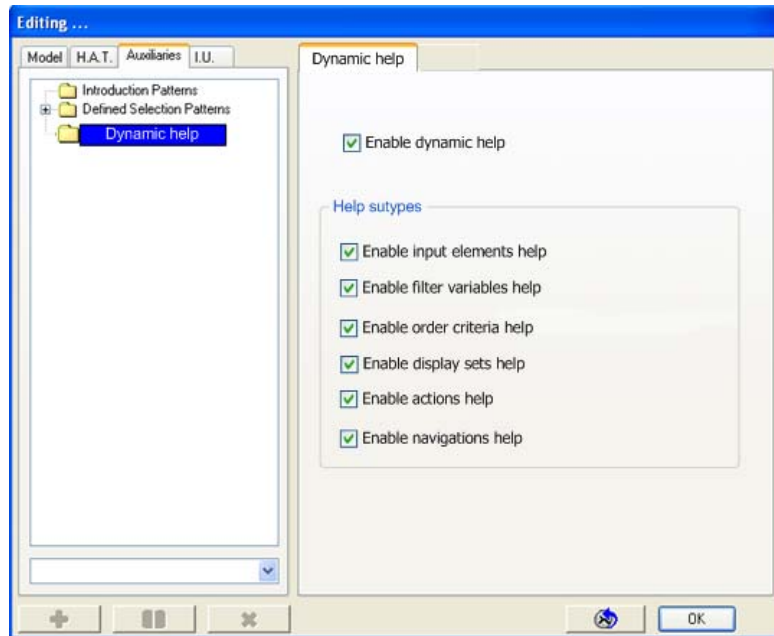 Editing ...
Model H.A.T. Auxiliaries I.U.
Introduction Patterns
Defined Selection Patterns
Dynamic help
Dynamic help
Enable dynamic help
Help sutypes
Enable input elements help
Enable filter variables help
Enable order criteria help
Enable display sets help
Enable actions help
Enable navigations help
OK